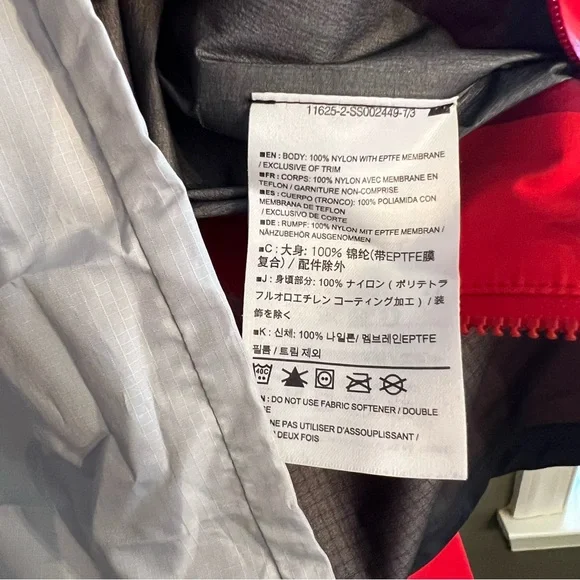 11625-2-SS002449-1/3
■EN : BODY: 100% NYLON WITH EPTFE MEMBRANE
/ EXCLUSIVE OF TRIM
■FR : CORPS: 100% NYLON AVEC MEMBRANE EN
TEFLON / GARNITURE NON-COMPRISE
■ES : CUERPO (TRONCO): 100% POLIAMIDA CON
MEMBRANA DE TEFLON
/ EXCLUSIVO DE CORTE
■DE : RUMPF: 100% NYLON MIT EPTFE MEMBRAN /
NÄHZUBEHÖR AUSGENOMMEN
■C : 大身: 100% 锦纶(带EPTFE膜
复合) / 配件除外
■J : 身頃部分: 100% ナイロン ( ポリテトラ
フルオロエチレン コーティング加工 ) / 装
飾を除く
■K : 신체: 100% 나일론/ 멤브레인EPTFE
필름 / 트림 제외
40C
N : DO NOT USE FABRIC SOFTENER / DOUBLE
NE PAS UTILISER D'ASSOUPLISSANT /
DEUX FOIS